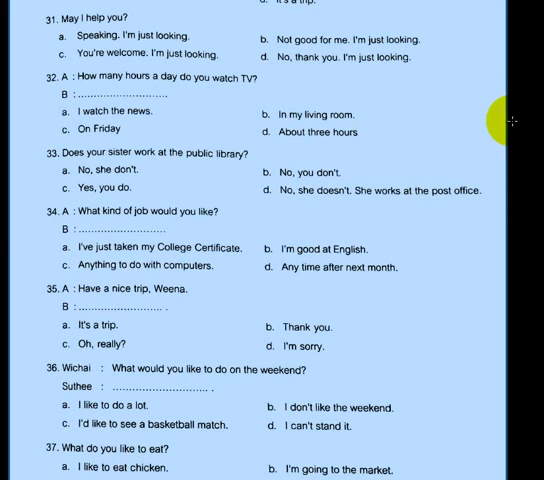 d. It's a trip.
31. May I help you?
a. Speaking. I'm just looking. b. Not good for me. I'm just looking.
c. You're welcome. I'm just looking. d. No, thank you. I'm just looking.
32. A : How many hours a day do you watch TV?
B : ............................
a. I watch the news. b. In my living room.
c. On Friday d. About three hours
33. Does your sister work at the public library?
a. No, she don't. b. No, you don't.
c. Yes, you do. d. No, she doesn't. She works at the post office.
34. A : What kind of job would you like?
B : ...........................
a. I've just taken my College Certificate. b. I'm good at English.
c. Anything to do with computers. d. Any time after next month.
35. A : Have a nice trip, Weena.
B : .......................... .
a. It's a trip. b. Thank you.
c. Oh, really? d. I'm sorry.
36. Wichai : What would you like to do on the weekend?
Suthee : ............................. .
a. I like to do a lot. b. I don't like the weekend.
c. I'd like to see a basketball match. d. I can't stand it.
37. What do you like to eat?
a. I like to eat chicken. b. I'm going to the market.